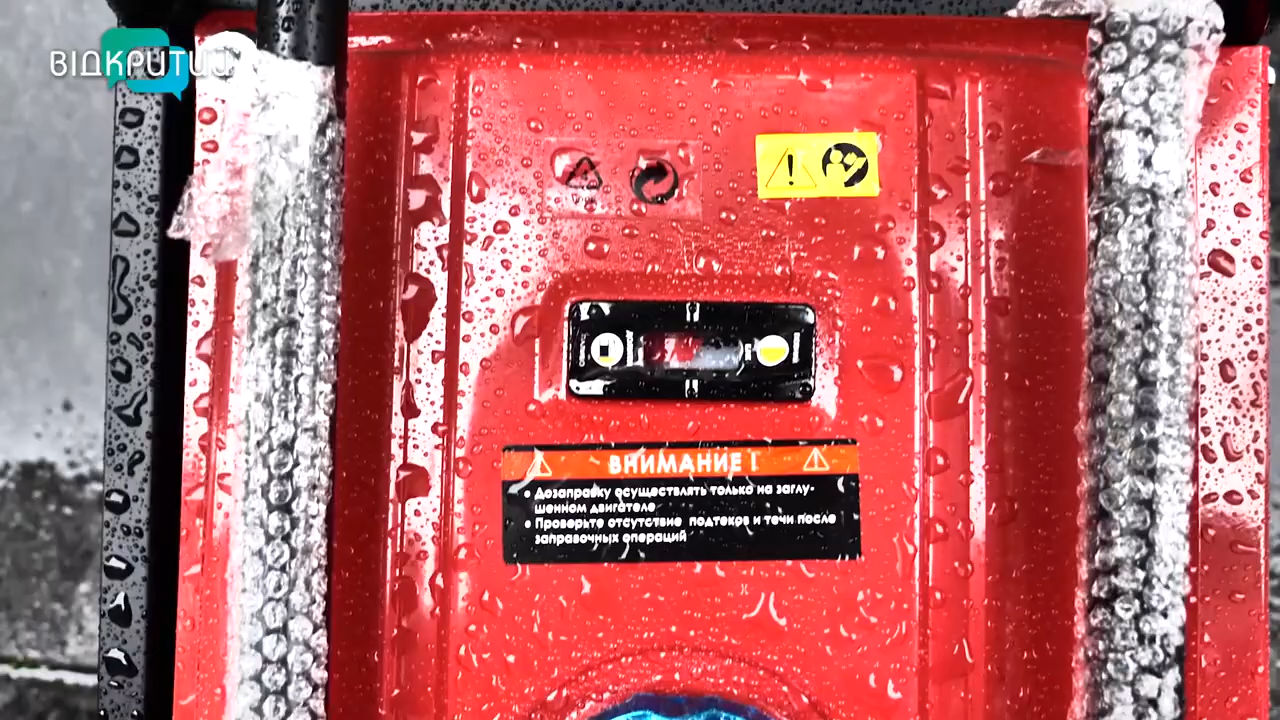 ВІДКРИТИЙ
ВНИМАНИЕ !
• Дозаправку осуществлять только на заглу-
шенном двигателе
• Проверьте отсутствие подтеков и течи после
заправочных операций